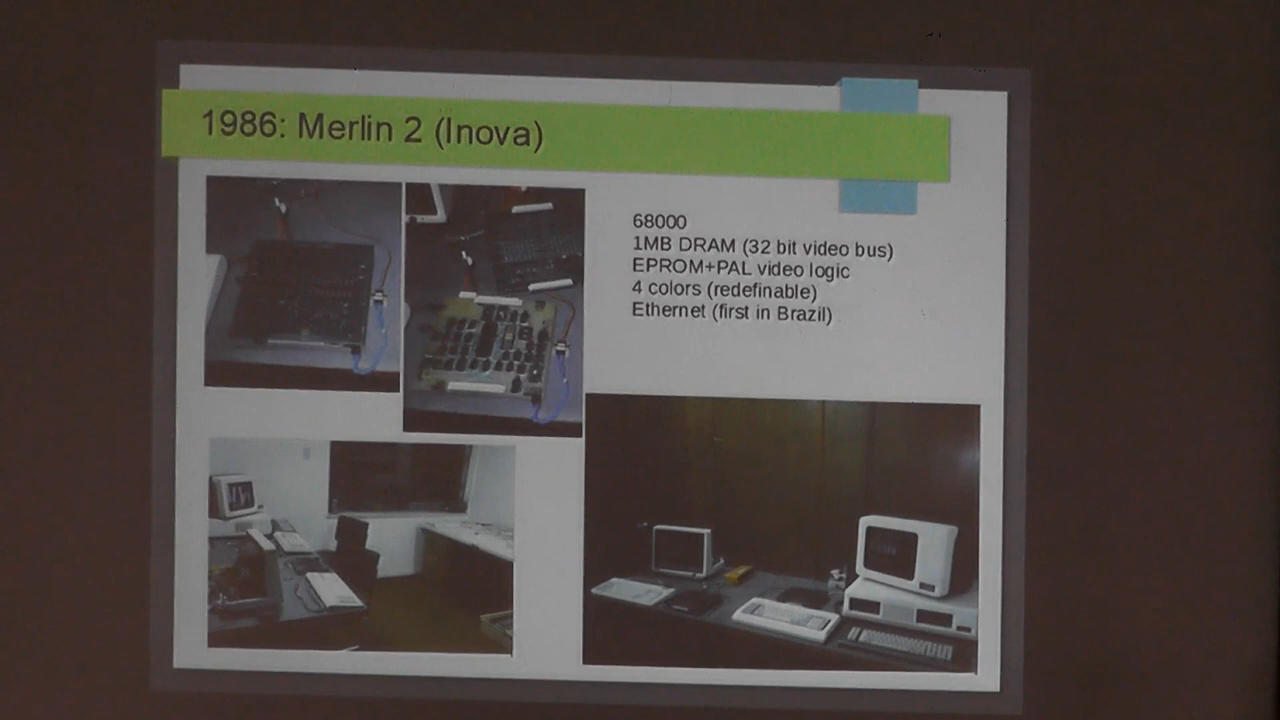 1986: Merlin 2 (Inova)
68000
1MB DRAM (32 bit video bus)
EPROM+PAL video logic
4 colors (redefinable)
Ethernet (first in Brazil)